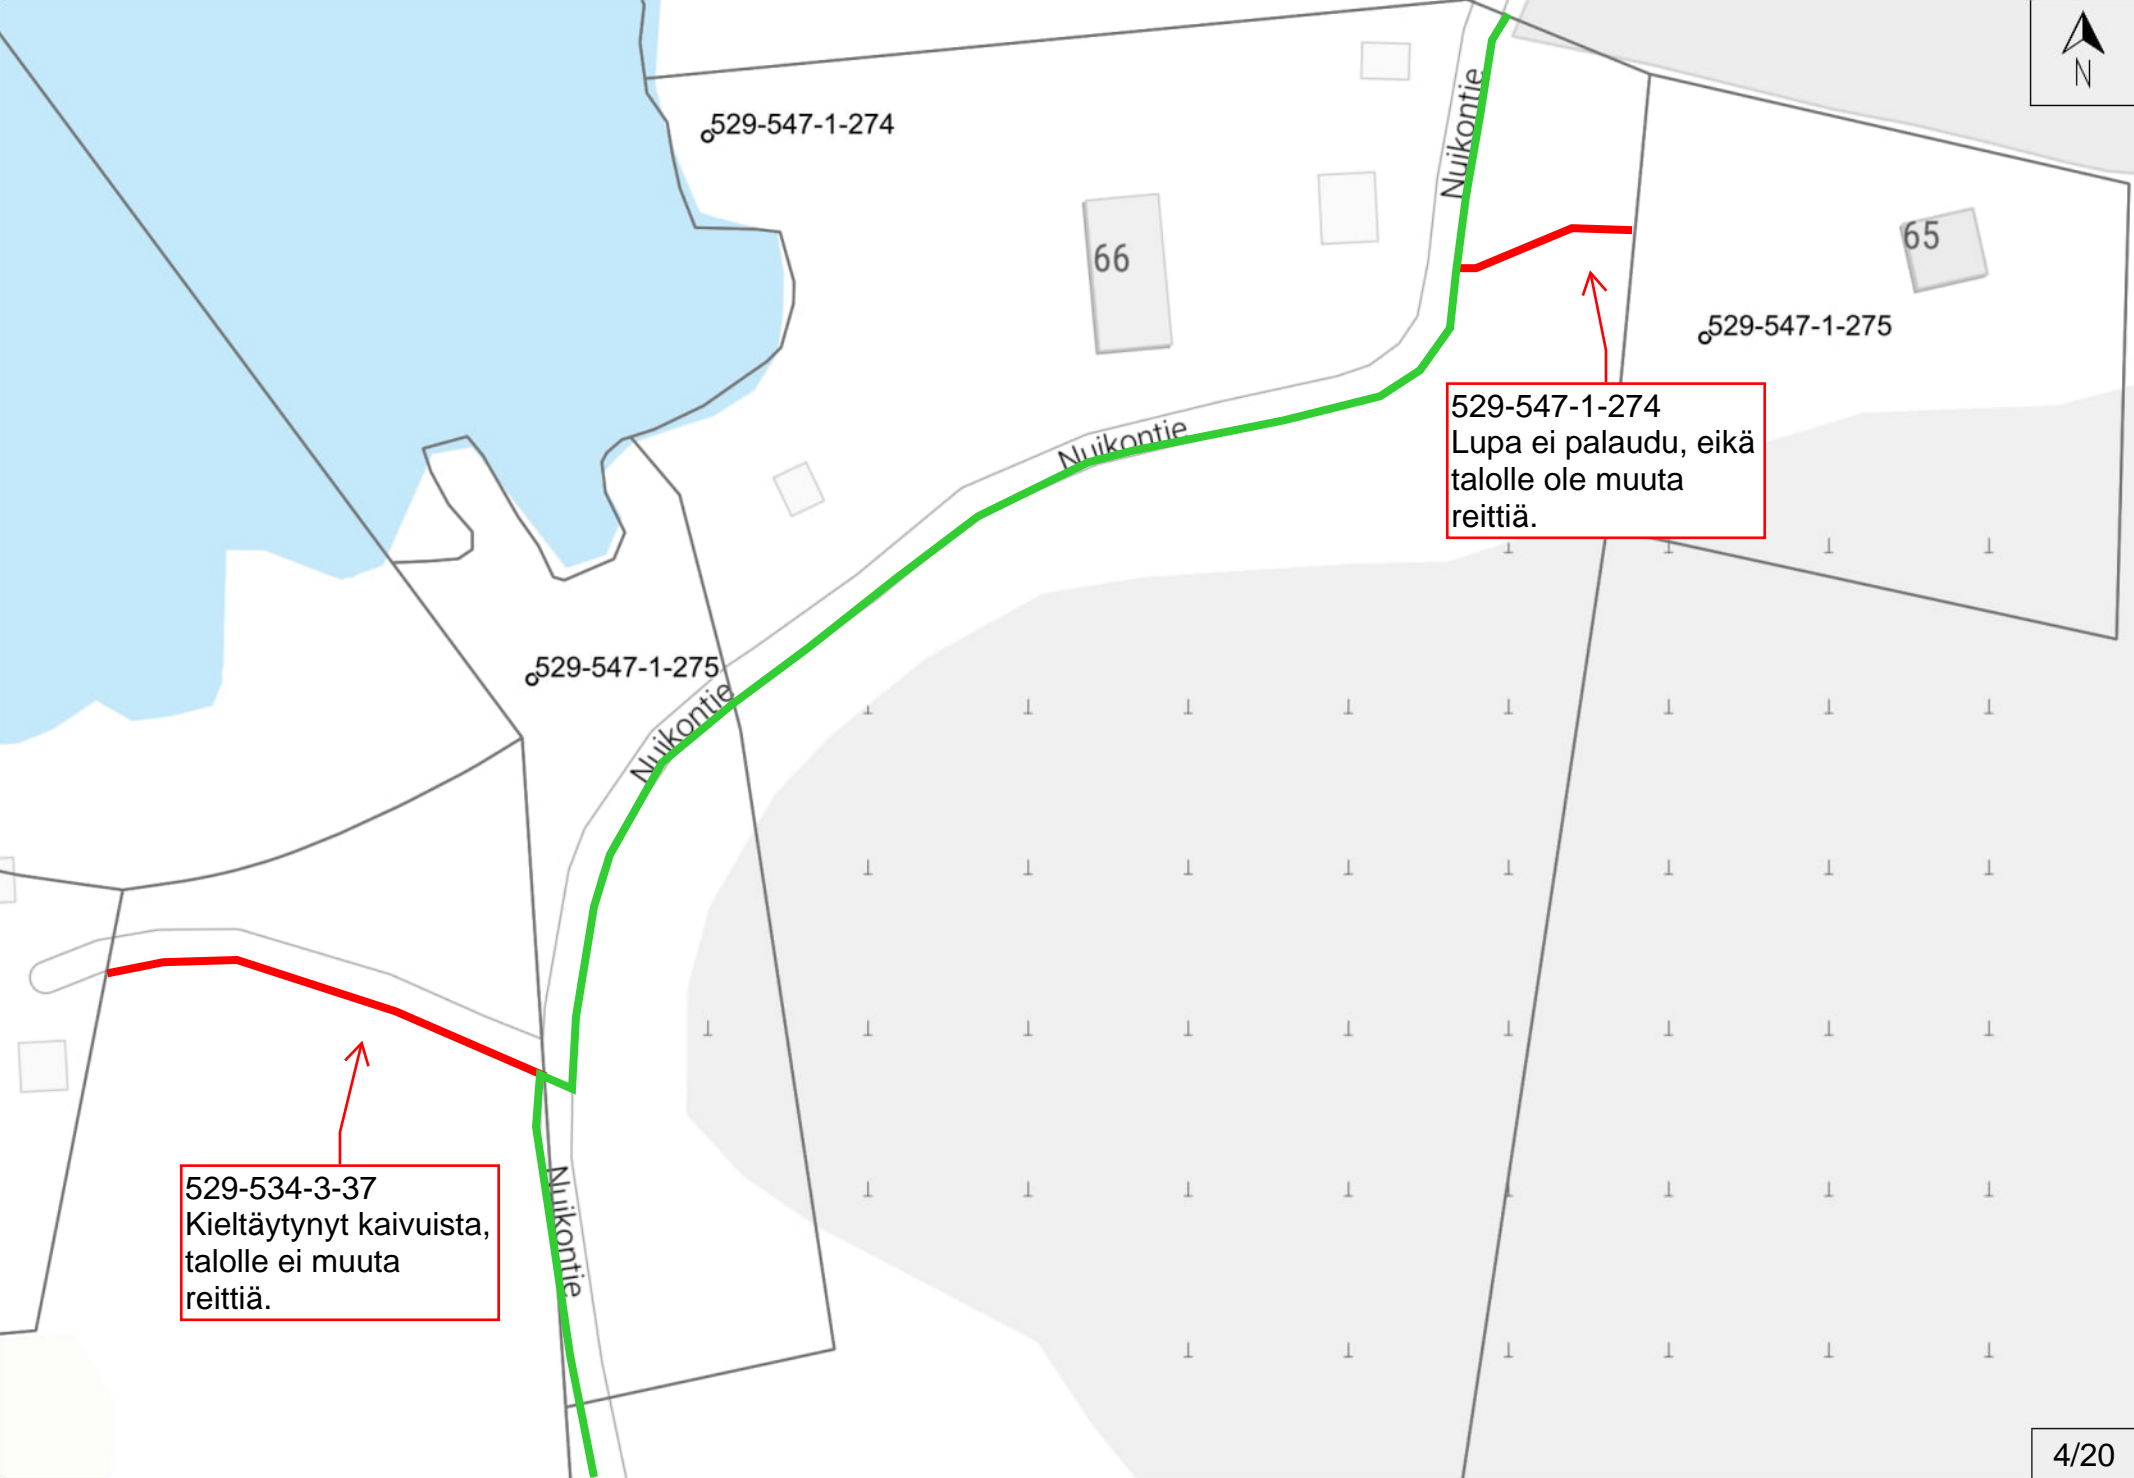 N
529-547-1-274
Nuikontie
66
65
529-547-1-275
529-547-1-274
Lupa ei palaudu, eikä
talolle ole muuta
reittiä.
Nuikontie
529-547-1-275
Nuikontie
529-534-3-37
Kieltäytynyt kaivuista,
talolle ei muuta
reittiä.
Nuikontie
4/20